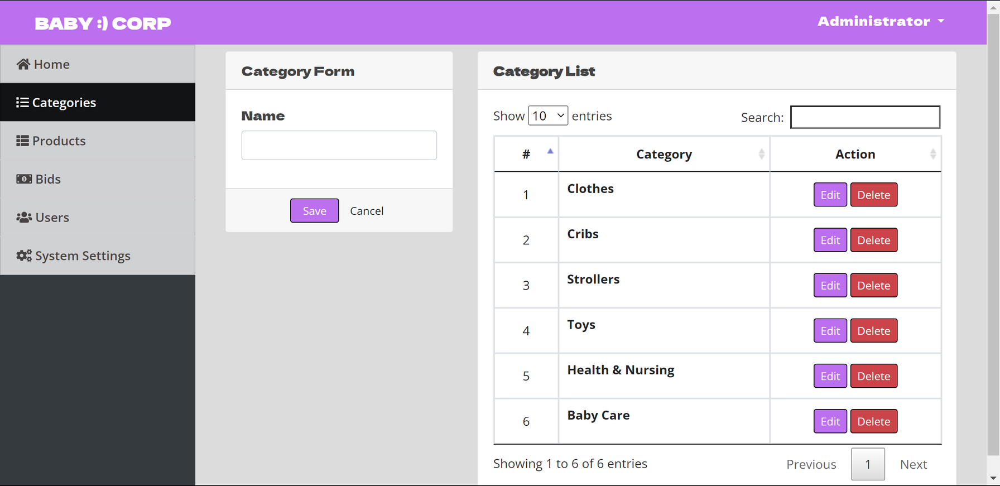 BABY :) CORP
Administrator
Home
Categories
Products
Bids
Users
System Settings
Category Form
Name
Save Cancel
Category List
Show 10 entries
Search:
# Category Action
1 Clothes Edit Delete
2 Cribs Edit Delete
3 Strollers Edit Delete
4 Toys Edit Delete
5 Health & Nursing Edit Delete
6 Baby Care Edit Delete
Showing 1 to 6 of 6 entries
Previous 1 Next